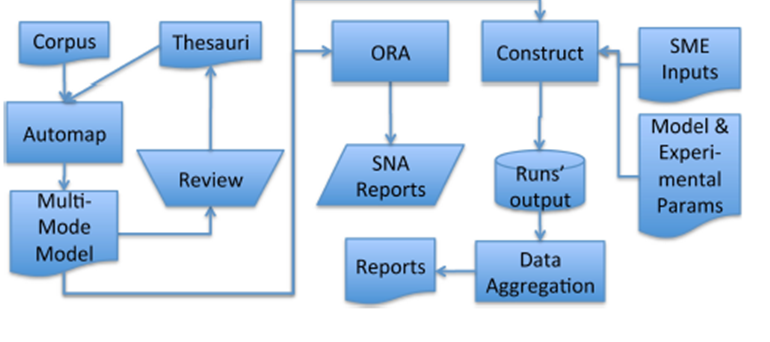 Corpus
Thesauri
ORA
Construct
SME
Inputs
Automap
Model &
Experi-
mental
Params
Review
SNA
Reports
Runs'
output
Multi-
Mode
Model
Reports
Data
Aggregation